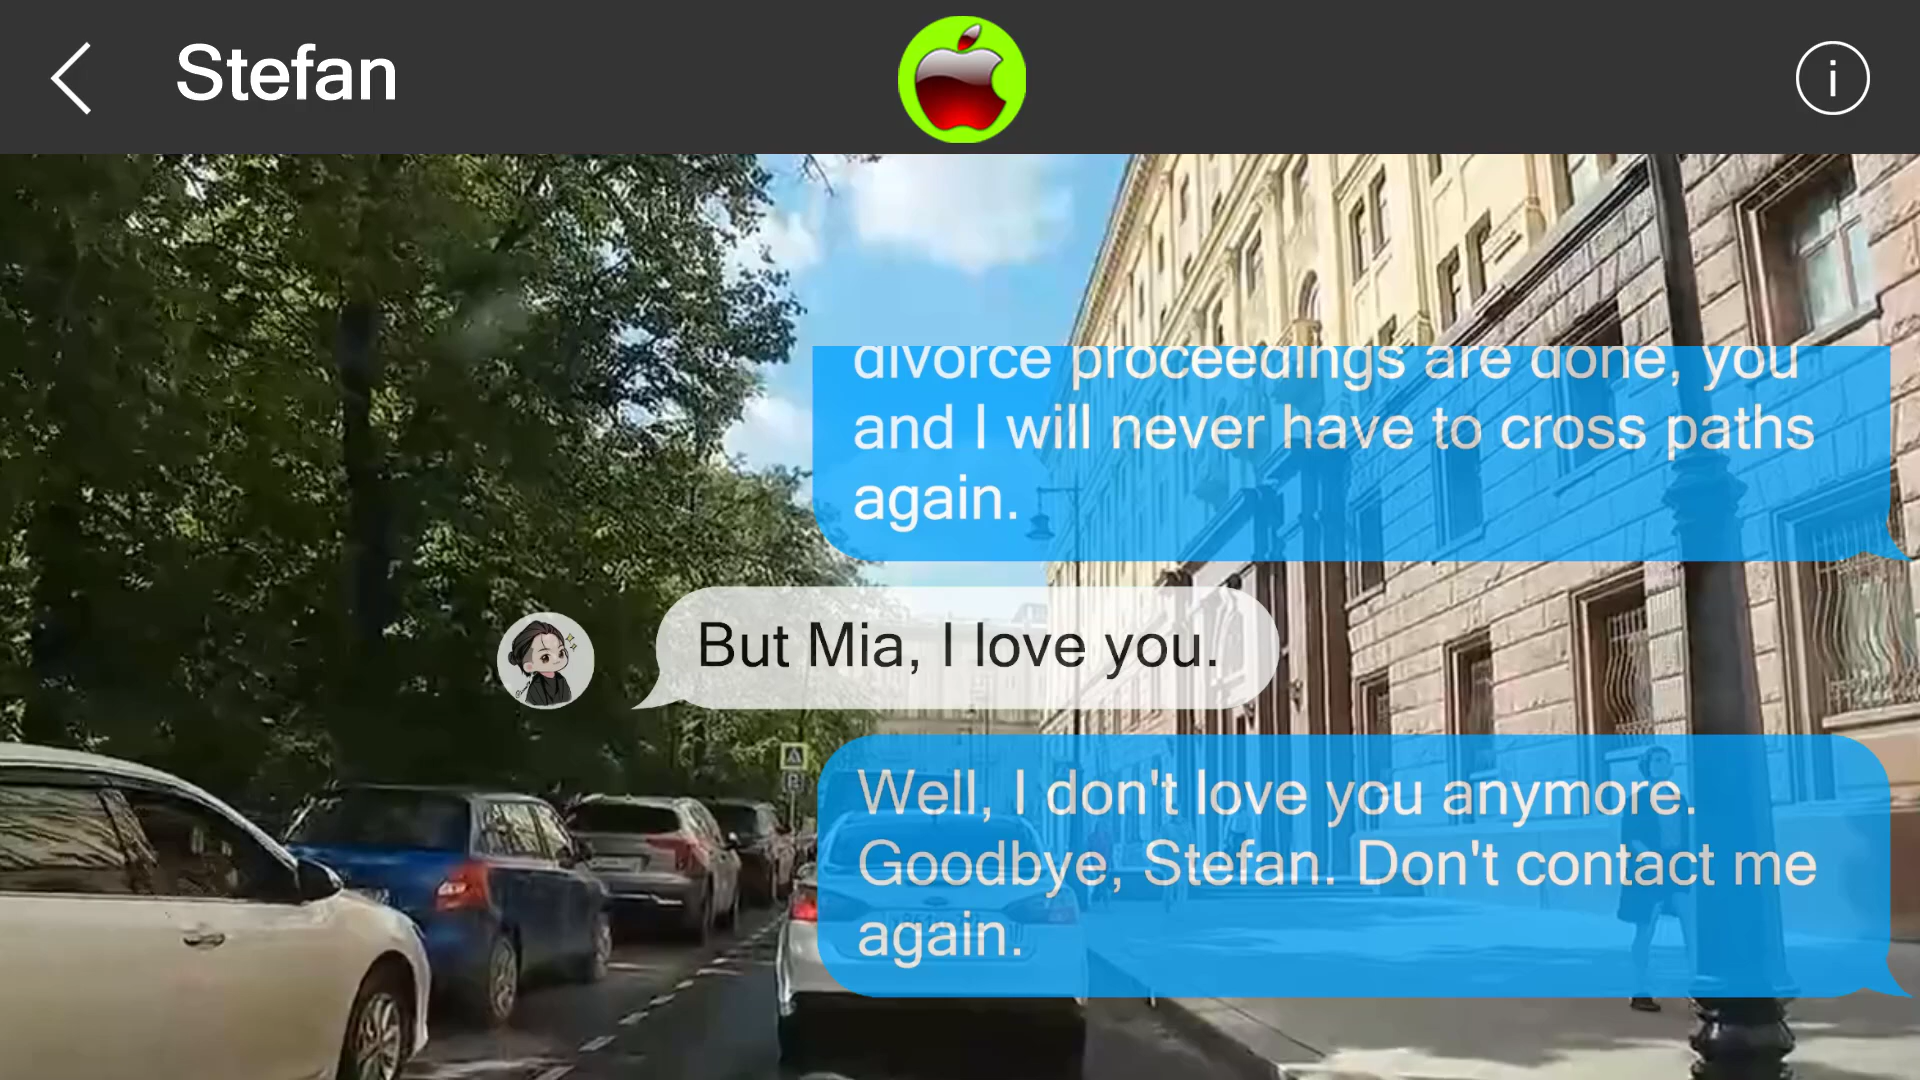 Stefan
divorce proceedings are done, you
and I will never have to cross paths
again.
But Mia, I love you.
Well, I don't love you anymore.
Goodbye, Stefan. Don't contact me
again.